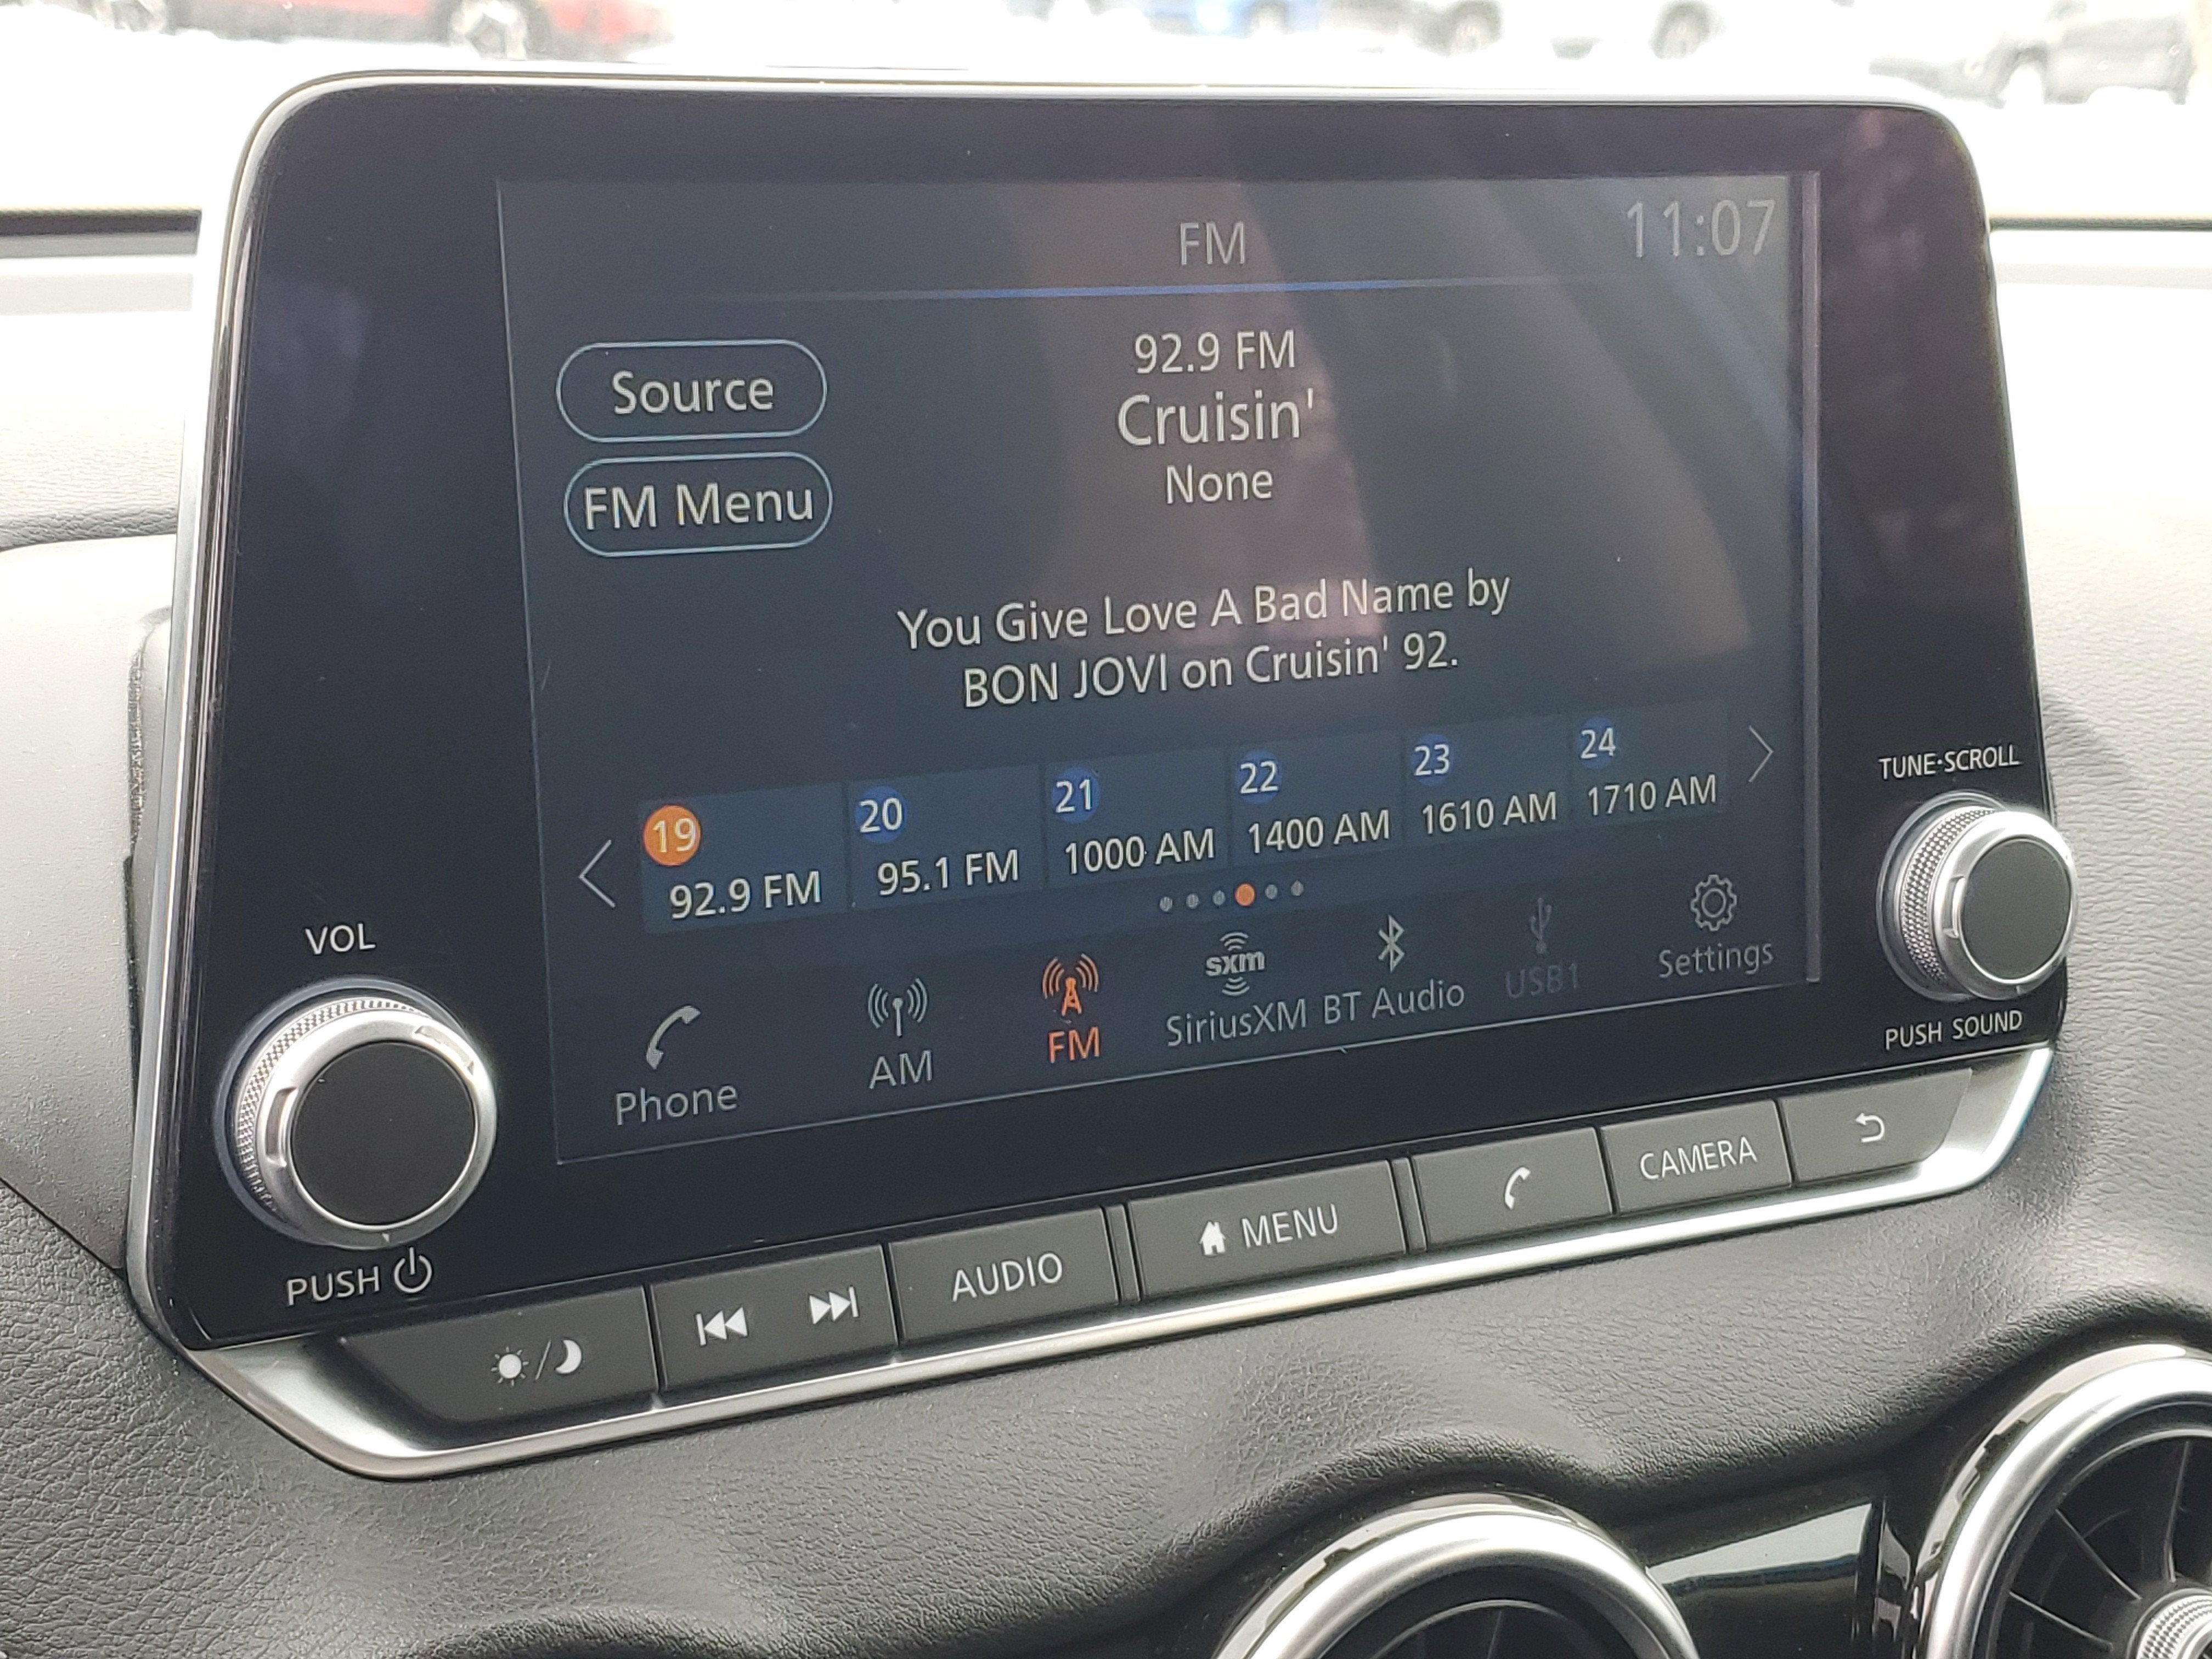 FM
11:07
Source
FM Menu
92.9 FM
Cruisin'
None
You Give Love A Bad Name by
BON JOVI on Cruisin' 92.
19
92.9 FM
20
95.1 FM
21
1000 AM
22
1400 AM
23
1610 AM
24
1710 AM
Phone
AM
FM
sxm
SiriusXM
BT Audio
USB1
Settings
VOL
PUSH
TUNE·SCROLL
PUSH SOUND
AUDIO
MENU
CAMERA